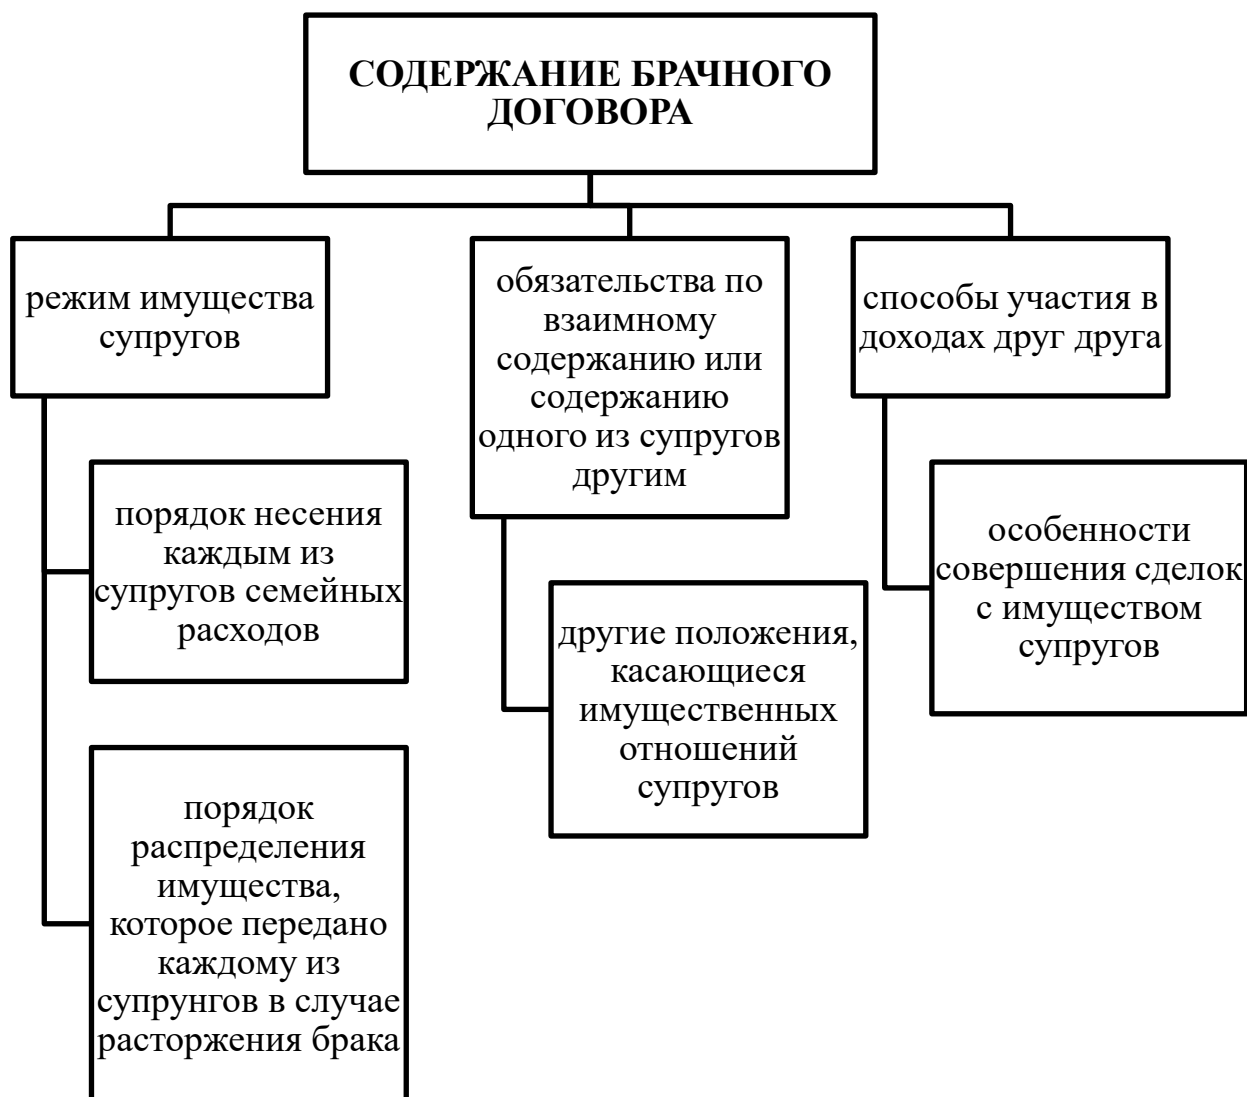 СОДЕРЖАНИЕ БРАЧНОГО
ДОГОВОРА
режим имущества
супругов
порядок несения
каждым из
супругов семейных
расходов
порядок
распределения
имущества,
которое передано
каждому из
супрунгов в случае
расторжения брака
обязательства по
взаимному
содержанию или
содержанию
одного из супругов
другим
другие положения,
касающиеся
имущественных
отношений
супругов
способы участия в
доходах друг друга
особенности
совершения сделок
с имуществом
супругов